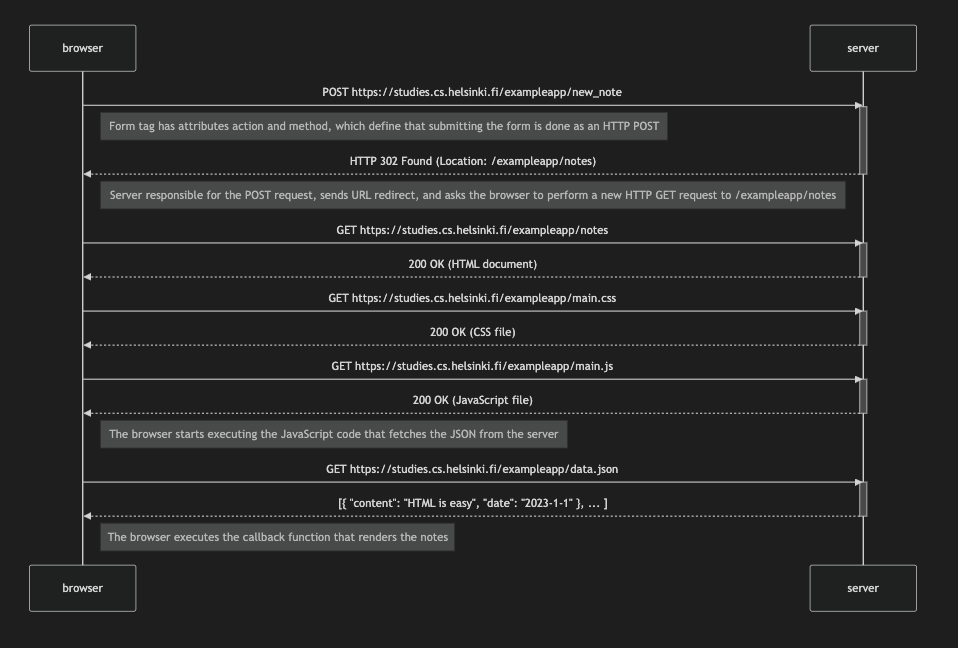 browser
server
POST https://studies.cs.helsinki.fi/exampleapp/new_note
Form tag has attributes action and method, which define that submitting the form is done as an HTTP POST
HTTP 302 Found (Location: /exampleapp/notes)
Server responsible for the POST request, sends URL redirect, and asks the browser to perform a new HTTP GET request to /exampleapp/notes
GET https://studies.cs.helsinki.fi/exampleapp/notes
200 OK (HTML document)
GET https://studies.cs.helsinki.fi/exampleapp/main.css
200 OK (CSS file)
GET https://studies.cs.helsinki.fi/exampleapp/main.js
200 OK (JavaScript file)
The browser starts executing the JavaScript code that fetches the JSON from the server
GET https://studies.cs.helsinki.fi/exampleapp/data.json
[{ "content": "HTML is easy", "date": "2023-1-1" }, ... ]
The browser executes the callback function that renders the notes
browser
server